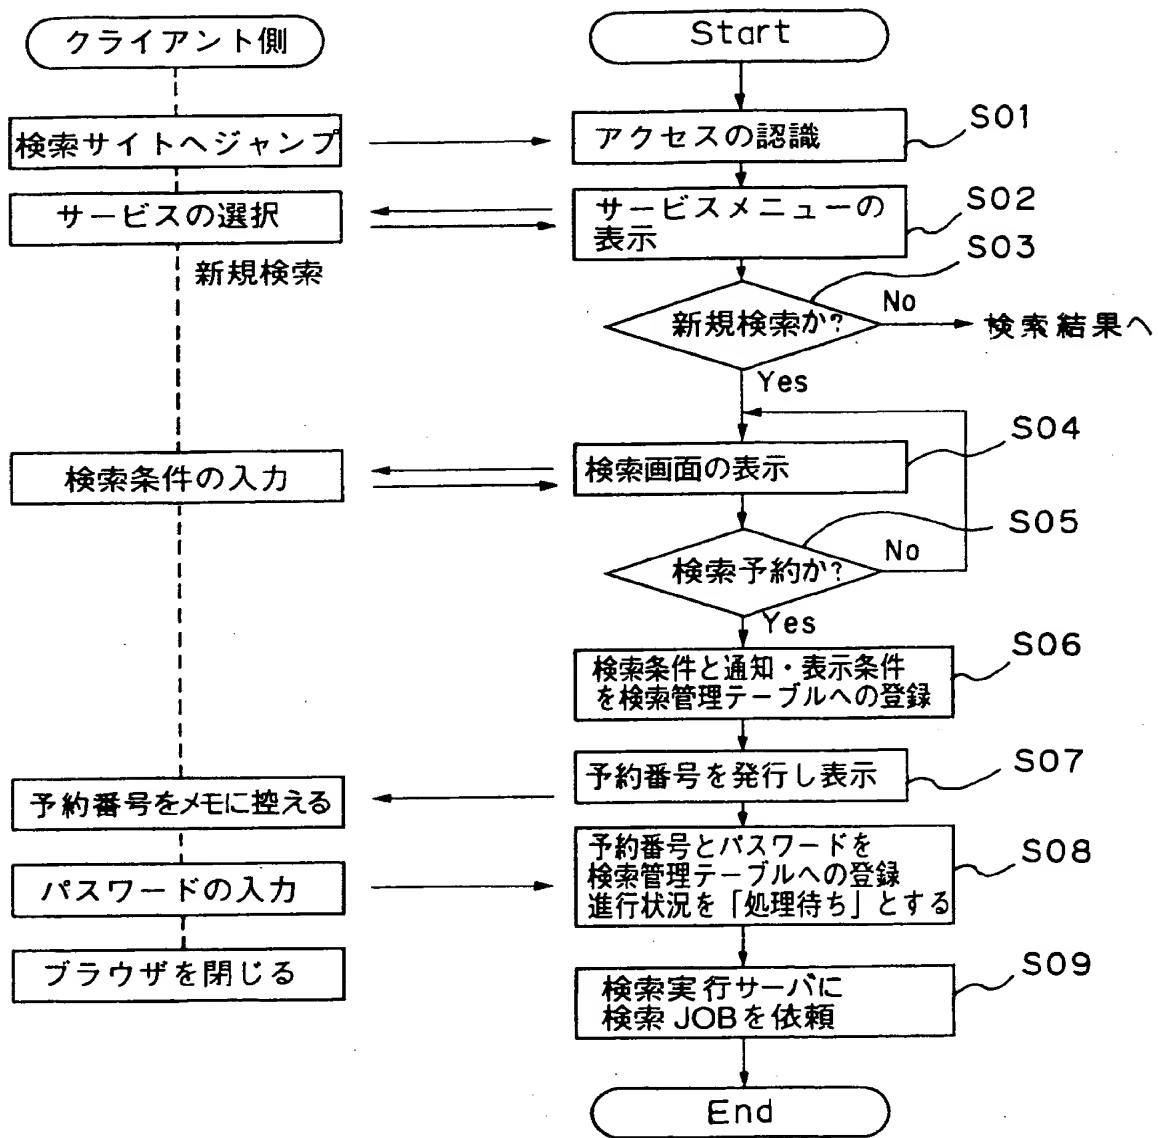 クライアント側
Start
検索サイトへジャンプ
アクセスの認識
S01
サービスの選択
サービスメニューの
表示
S02
新規検索
S03
新規検索か?
No
検索結果へ
Yes
S04
検索条件の入力
検索画面の表示
S05
検索予約か?
No
Yes
S06
検索条件と通知・表示条件
を検索管理テーブルへの登録
S07
予約番号を発行し表示
予約番号をメモに控える
予約番号とパスワードを
検索管理テーブルへの登録
進行状況を「処理待ち」とする
S08
パスワードの入力
ブラウザを閉じる
S09
検索実行サーバに
検索JOBを依頼
End